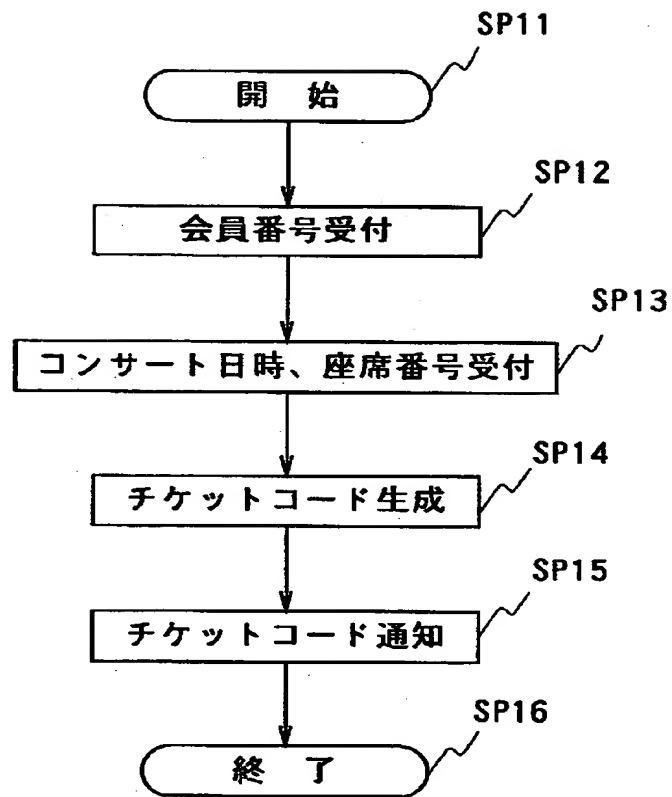 SP11
開始
SP12
会員番号受付
SP13
コンサート日時、座席番号受付
SP14
チケットコード生成
SP15
チケットコード通知
SP16
終了